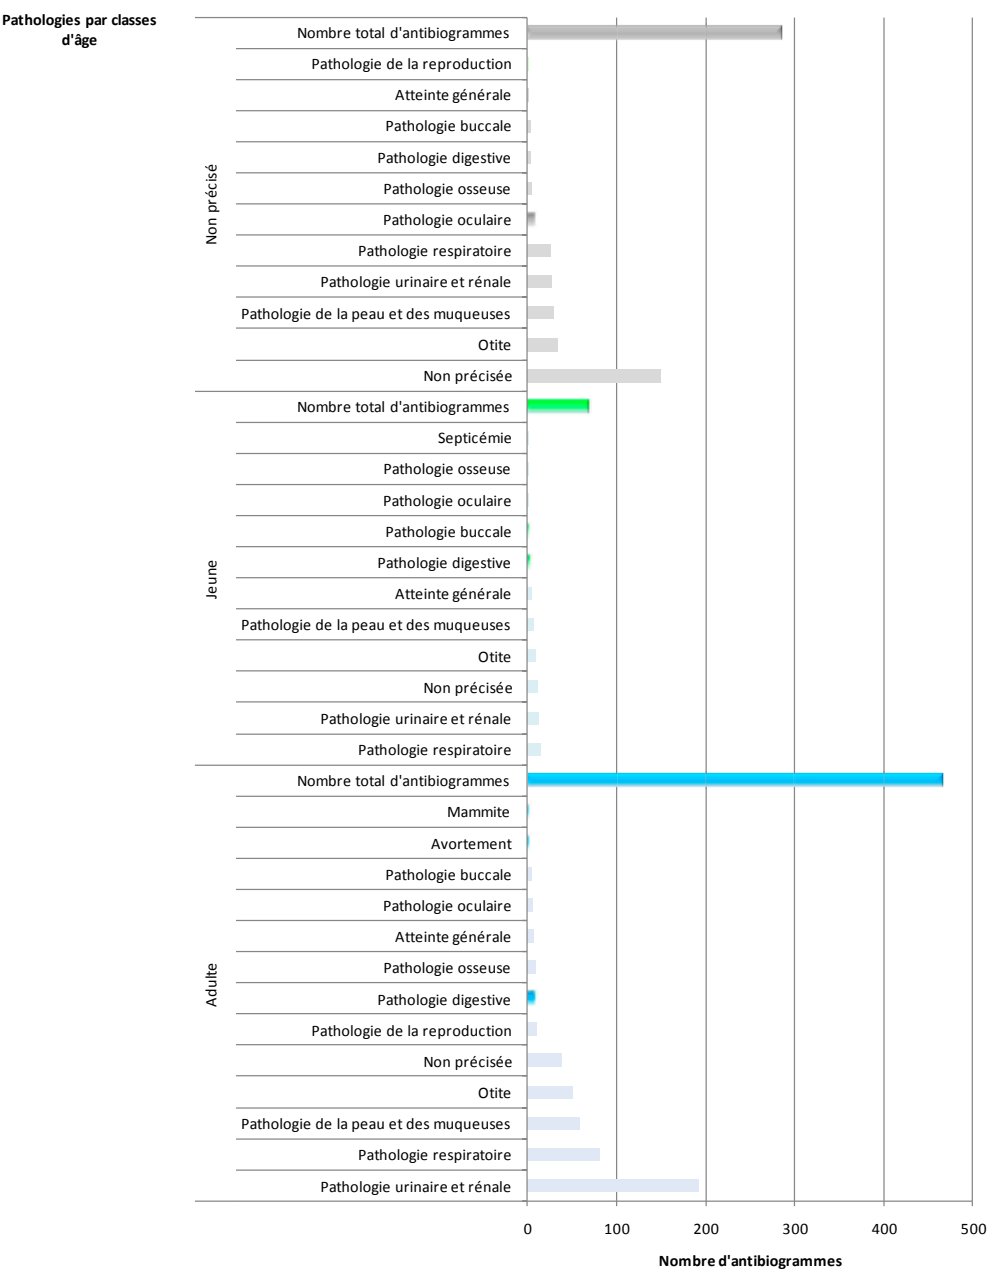 Pathologies par classes
d'âge
Non précisé
Nombre total d'antibiogrammes
Pathologie de la reproduction
Atteinte générale
Pathologie buccale
Pathologie digestive
Pathologie osseuse
Pathologie oculaire
Pathologie respiratoire
Pathologie urinaire et rénale
Pathologie de la peau et des muqueuses
Otite
Non précisée
Jeune
Nombre total d'antibiogrammes
Septicémie
Pathologie osseuse
Pathologie oculaire
Pathologie buccale
Pathologie digestive
Atteinte générale
Pathologie de la peau et des muqueuses
Otite
Non précisée
Pathologie urinaire et rénale
Pathologie respiratoire
Adulte
Nombre total d'antibiogrammes
Mammite
Avortement
Pathologie buccale
Pathologie oculaire
Atteinte générale
Pathologie osseuse
Pathologie digestive
Pathologie de la reproduction
Non précisée
Otite
Pathologie de la peau et des muqueuses
Pathologie respiratoire
Pathologie urinaire et rénale
0 100 200 300 400 500
Nombre d'antibiogrammes